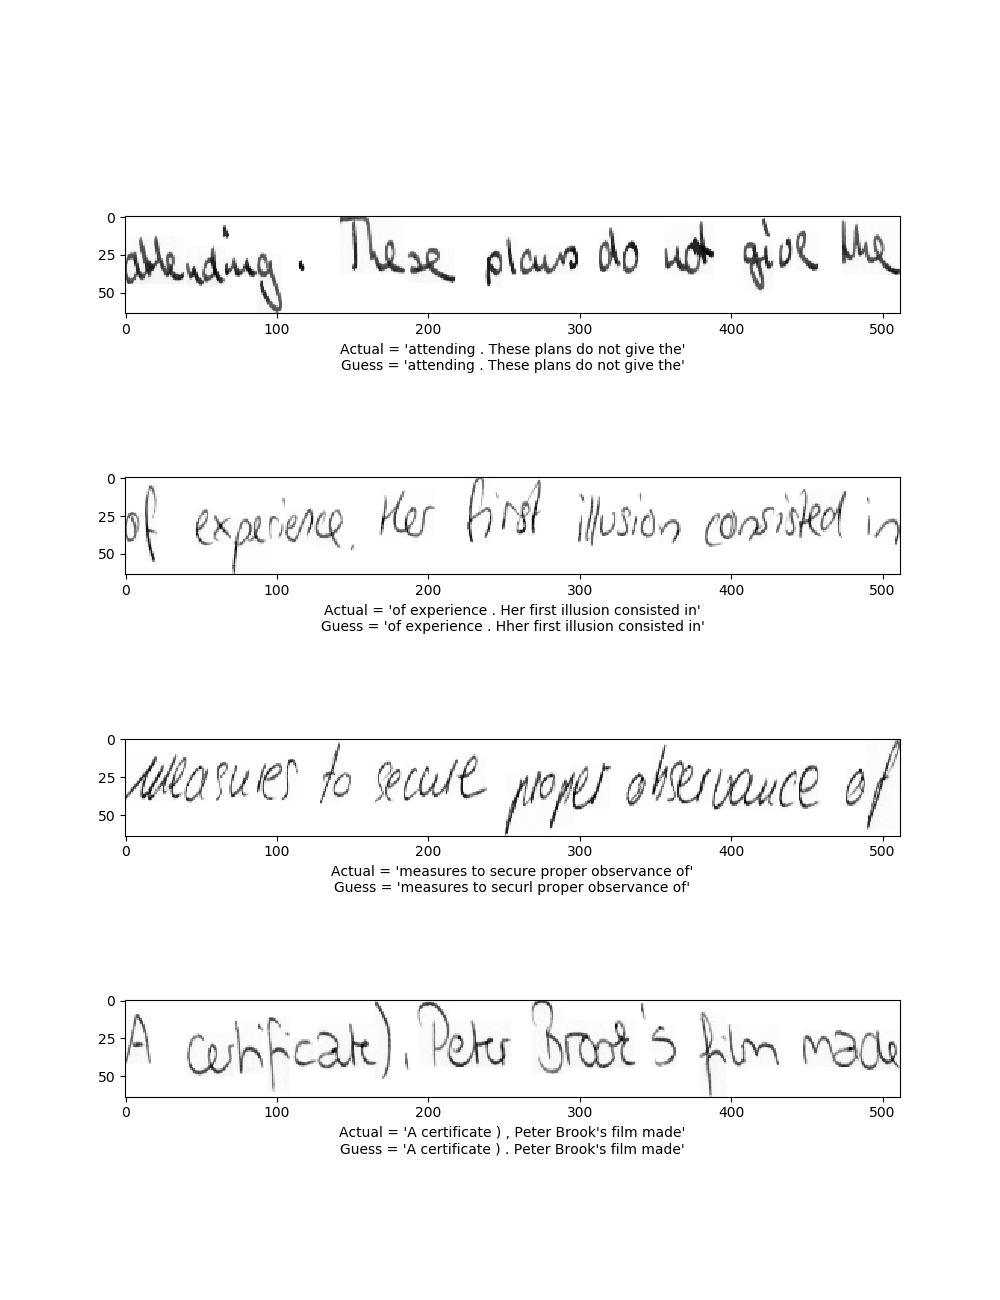 0
25
50
attending. These plans do not give the
0 100 200 300 400 500
Actual = 'attending . These plans do not give the'
Guess = 'attending . These plans do not give the'
0
25
50
of experience. Her first illusion consisted in
0 100 200 300 400 500
Actual = 'of experience . Her first illusion consisted in'
Guess = 'of experience . Hher first illusion consisted in'
0
25
50
measures to secure proper observance of
0 100 200 300 400 500
Actual = 'measures to secure proper observance of'
Guess = 'measures to securl proper observance of'
0
25
50
A certificate), Peter Brook's film made
0 100 200 300 400 500
Actual = 'A certificate ) , Peter Brook's film made'
Guess = 'A certificate ) . Peter Brook's film made'